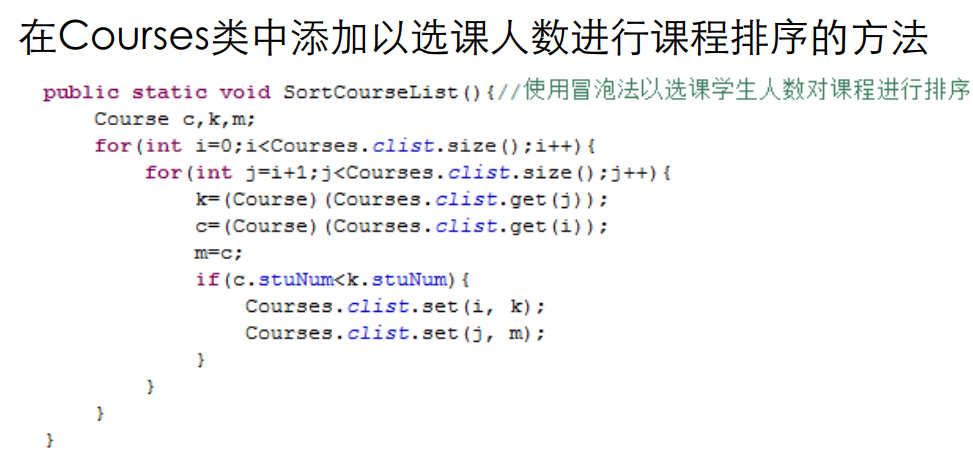 在Courses类中添加以选课人数进行课程排序的方法
public static void SortCourseList(){//使用冒泡法以选课学生人数对课程进行排序
    Course c,k,m;
    for(int i=0;i<Courses.clist.size();i++){
        for(int j=i+1;j<Courses.clist.size();j++){
            k=(Course)(Courses.clist.get(j));
            c=(Course)(Courses.clist.get(i));
            m=c;
            if(c.stuNum<k.stuNum){
                Courses.clist.set(i, k);
                Courses.clist.set(j, m);
            }
        }
    }
}